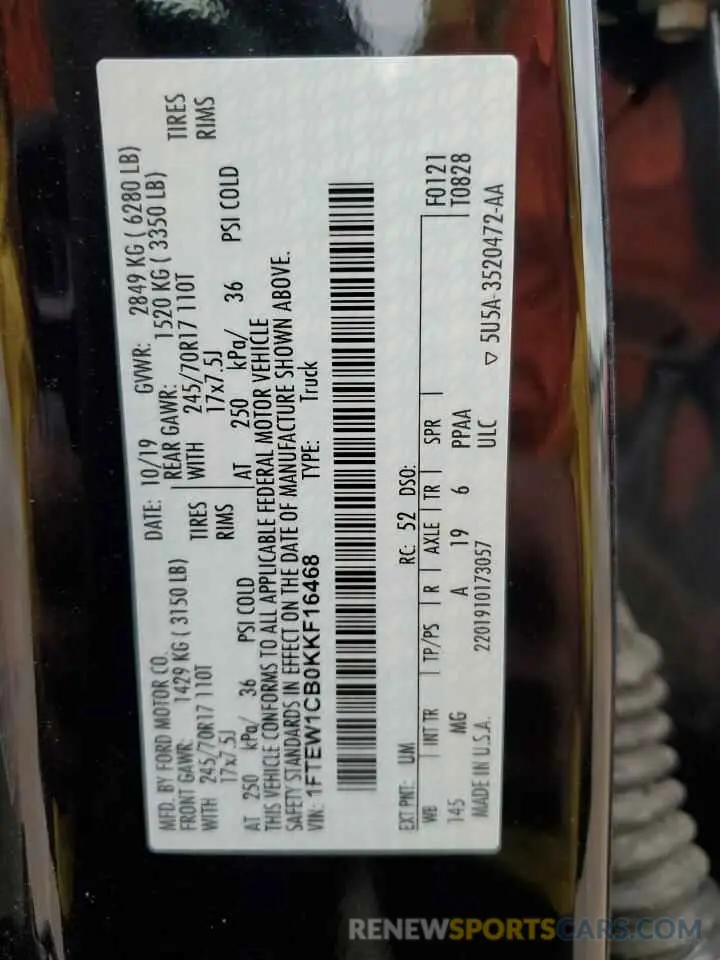 MFD. BY FORD MOTOR CO. DATE: 10/19 GVWR: 2849 KG ( 6280 LB)
FRONT GAWR: 1429 KG ( 3150 LB) REAR GAWR: 1520 KG ( 3350 LB)
WITH 245/70R17 110T TIRES WITH 245/70R17 110T TIRES
17x7.5J RIMS 17x7.5J RIMS
AT 250 kPa/ 36 PSI COLD AT 250 kPa/ 36 PSI COLD
THIS VEHICLE CONFORMS TO ALL APPLICABLE FEDERAL MOTOR VEHICLE
SAFETY STANDARDS IN EFFECT ON THE DATE OF MANUFACTURE SHOWN ABOVE.
VIN: 1FTEW1CB0KKF16468 TYPE: Truck
EXT PNT: UM RC: 52 DSO:
WB INT TR TP/PS R AXLE TR SPR F0121
145 MG A 19 6 PPAA T0828
MADE IN U.S.A. 2201910173057 ULC
▽ 5U5A-3520472-AA
RENEWSPORTSCARS.COM